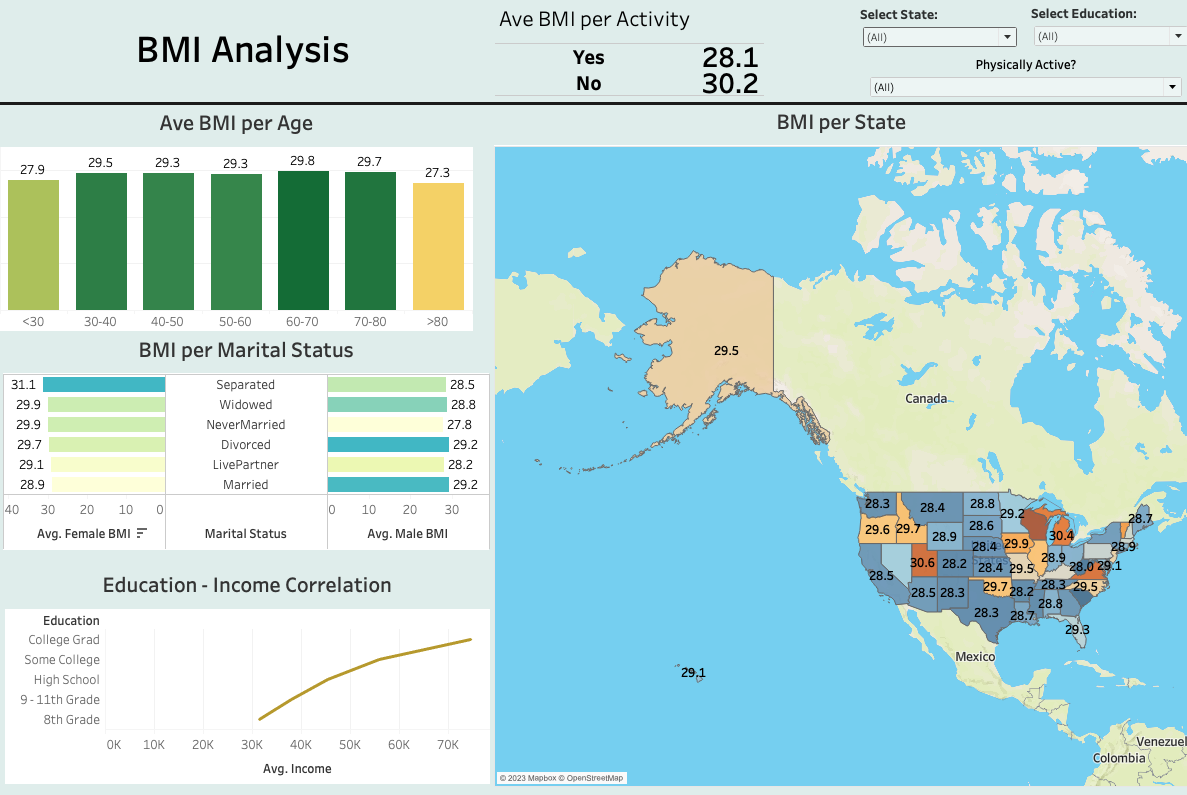 BMI Analysis
Ave BMI per Activity
Yes 28.1
No 30.2
Select State:
(All)
Select Education:
(All)
Physically Active?
(All)
Ave BMI per Age
27.9 29.5 29.3 29.3 29.8 29.7 27.3
<30 30-40 40-50 50-60 60-70 70-80 >80
BMI per Marital Status
31.1 Separated 28.5
29.9 Widowed 28.8
29.9 NeverMarried 27.8
29.7 Divorced 29.2
29.1 LivePartner 28.2
28.9 Married 29.2
40 30 20 10 0 0 10 20 30
Avg. Female BMI Marital Status Avg. Male BMI
Education - Income Correlation
Education
College Grad
Some College
High School
9 - 11th Grade
8th Grade
0K 10K 20K 30K 40K 50K 60K 70K
Avg. Income
BMI per State
29.5
Canada
28.3 28.4 28.8 29.2 28.7
29.6 29.7 28.9 28.6 29.9 30.4 28.9
28.5 30.6 28.2 28.4 28.4 29.5 28.9 28.0 29.1
28.5 28.3 29.7 28.2 28.3 29.5
28.3 28.7 28.8
29.3
Mexico
29.1
Venezuel
Colombia
© 2023 Mapbox © OpenStreetMap